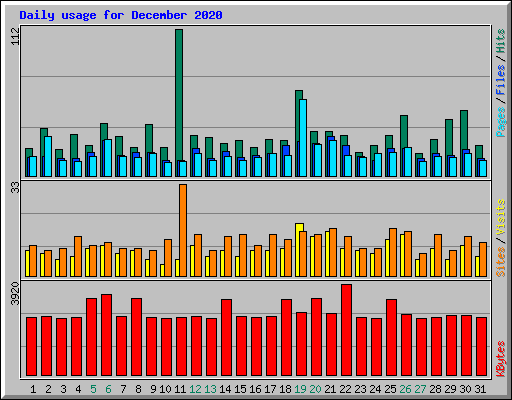 Daily usage for December 2020
112
Pages / Files / Hits
33
Sites / Visits
3920
KBytes
1 2 3 4 5 6 7 8 9 10 11 12 13 14 15 16 17 18 19 20 21 22 23 24 25 26 27 28 29 30 31